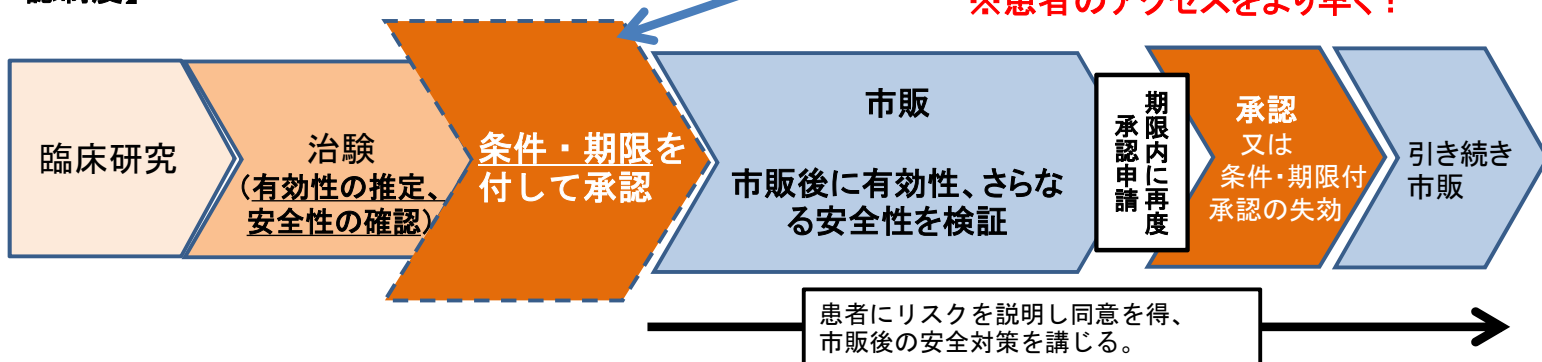 認制度】
※患者のアクセスをより早く！
臨床研究
治験
(有効性の推定、
安全性の確認)
条件・期限を
付して承認
市販
市販後に有効性、さらな
る安全性を検証
期限内に再度
承認申請
承認
又は
条件・期限付
承認の失効
引き続き
市販
患者にリスクを説明し同意を得、
市販後の安全対策を講じる。